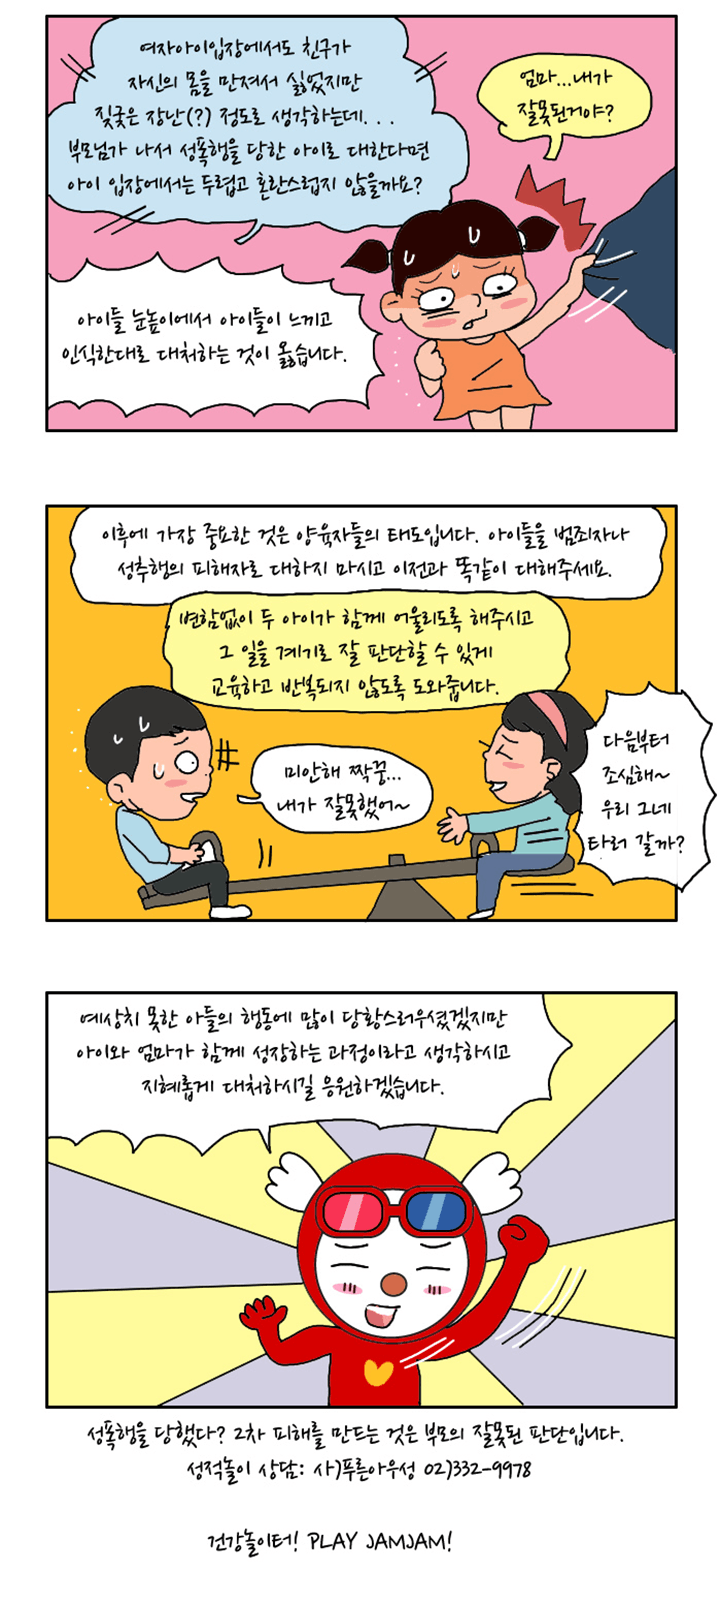 여자아이입장에서도 친구가
자신의 몸을 만져서 싫었지만
짖궂은 장난(?) 정도로 생각하는데...
부모님가 나서 성폭행을 당한 아이로 대한다면
아이 입장에서는 두렵고 혼란스럽지 않을까요?
엄마...내가
잘못된거야?
아이들 눈높이에서 아이들이 느끼고
인식한대로 대처하는 것이 옳습니다.
이후에 가장 중요한 것은 양육자들의 태도입니다. 아이들을 범죄자나
성추행의 피해자로 대하지 마시고 이전과 똑같이 대해주세요.
변함없이 두 아이가 함께 어울리도록 해주시고
그 일을 계기로 잘 판단할 수 있게
교육하고 반복되지 않도록 도와줍니다.
미안해 짝꿍...
내가 잘못했어~
다음부터
조심해~
우리 그네
타러 갈까?
예상치 못한 아들의 행동에 많이 당황스러우셨겠지만
아이와 엄마가 함께 성장하는 과정이라고 생각하시고
지혜롭게 대처하시길 응원하겠습니다.
성폭행을 당했다? 2차 피해를 만드는 것은 부모의 잘못된 판단입니다.
성적놀이 상담: 사)푸른아우성 02)332-9978
건강놀이터! PLAY JAMJAM!